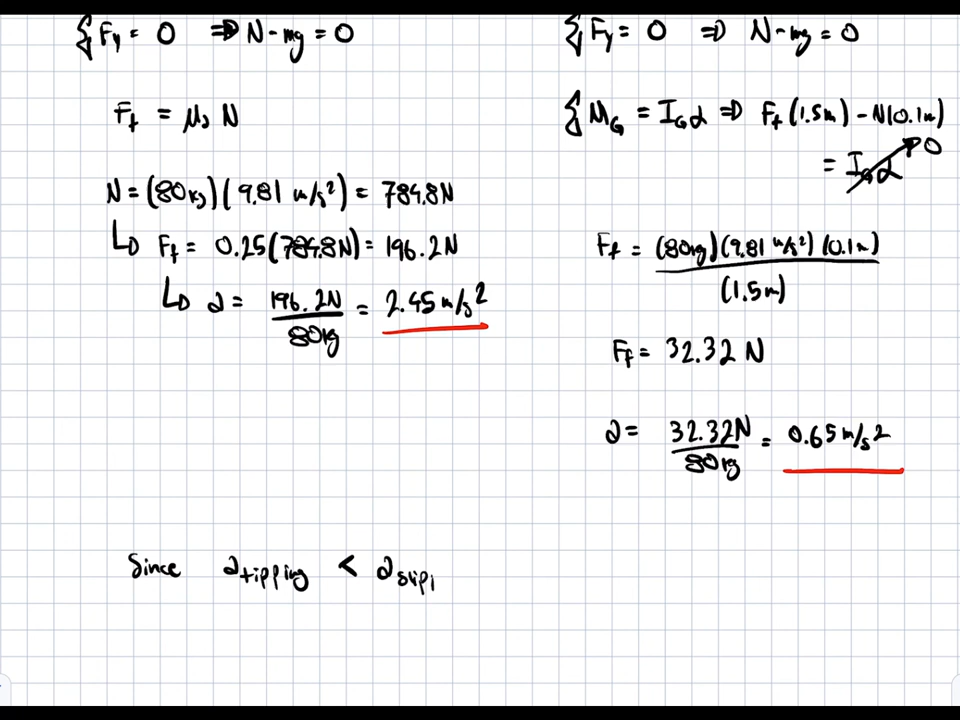 ΣFy = 0 ⇒ N - mg = 0
Ff = μs N
N = (80kg)(9.81 m/s²) = 784.8N
↳ Ff = 0.25(784.8N) = 196.2N
↳ a = 196.2N/80kg = 2.45 m/s²
ΣFy = 0 ⇒ N - mg = 0
ΣMG = IGα ⇒ Ff(1.5m) - N(0.1m)
= IGα → 0
Ff = (80kg)(9.81 m/s²)(0.1m)/(1.5m)
Ff = 32.32 N
a = 32.32N/80kg = 0.65 m/s²
Since a tipping < a slipi